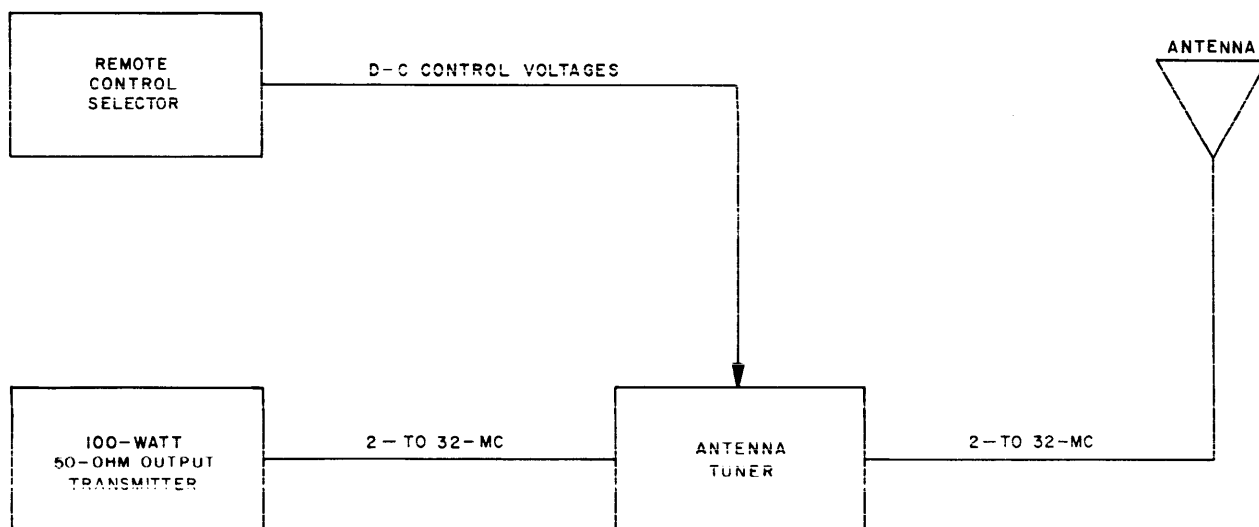 REMOTE
CONTROL
SELECTOR
D-C CONTROL VOLTAGES
ANTENNA
100-WATT
50-OHM OUTPUT
TRANSMITTER
2-TO 32-MC
ANTENNA
TUNER
2-TO 32-MC